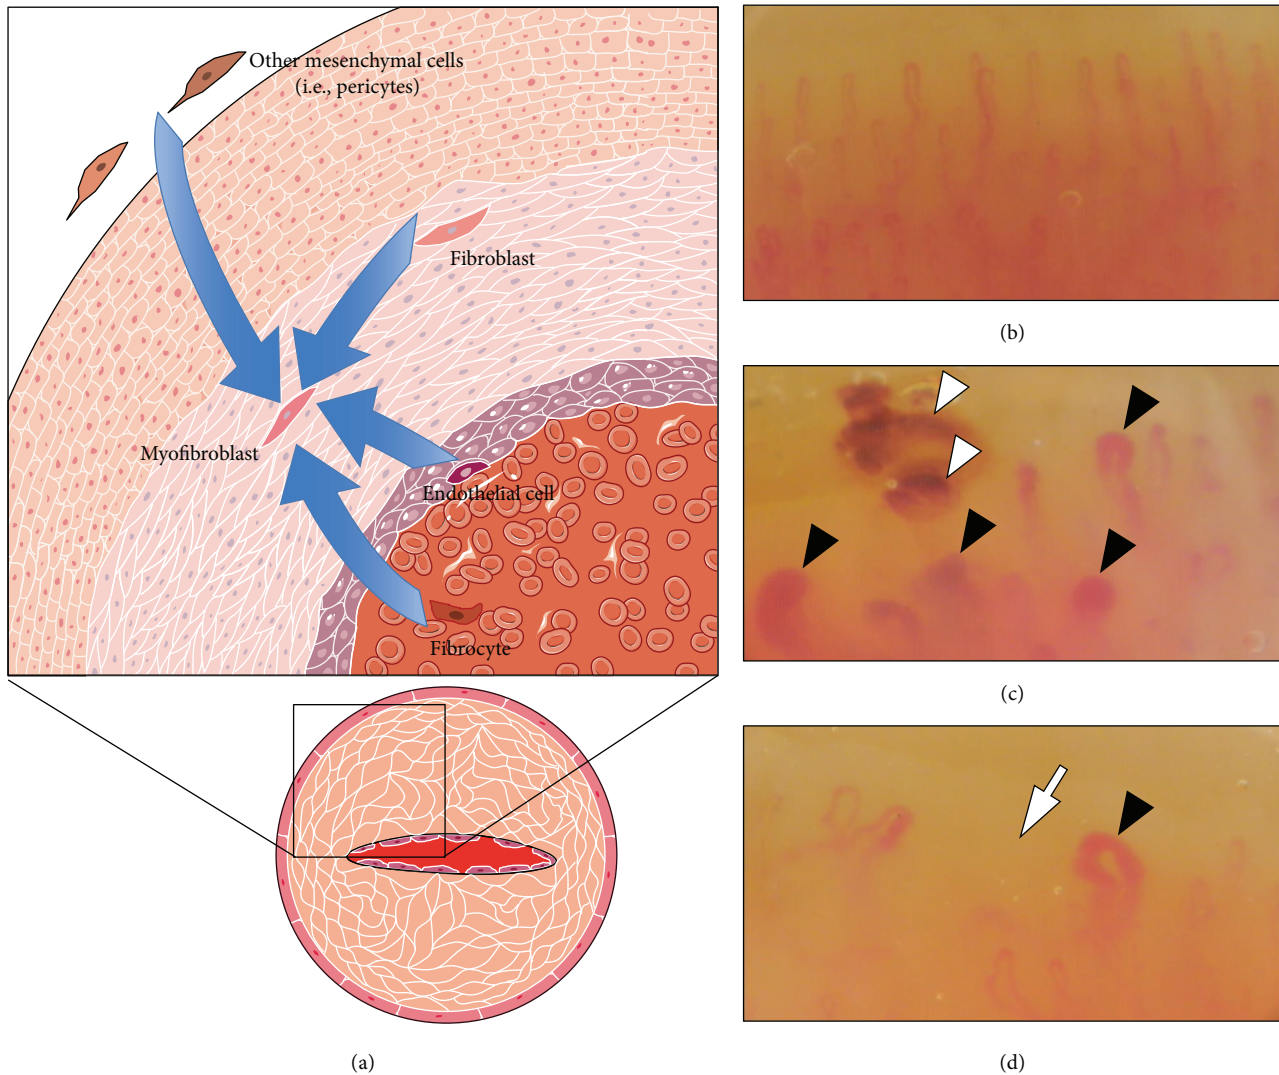 Other mesenchymal cells
(i.e., pericytes)
Fibroblast
Myofibroblast
Endothelial cell
Fibrocyte
(a)
(b)
(c)
(d)